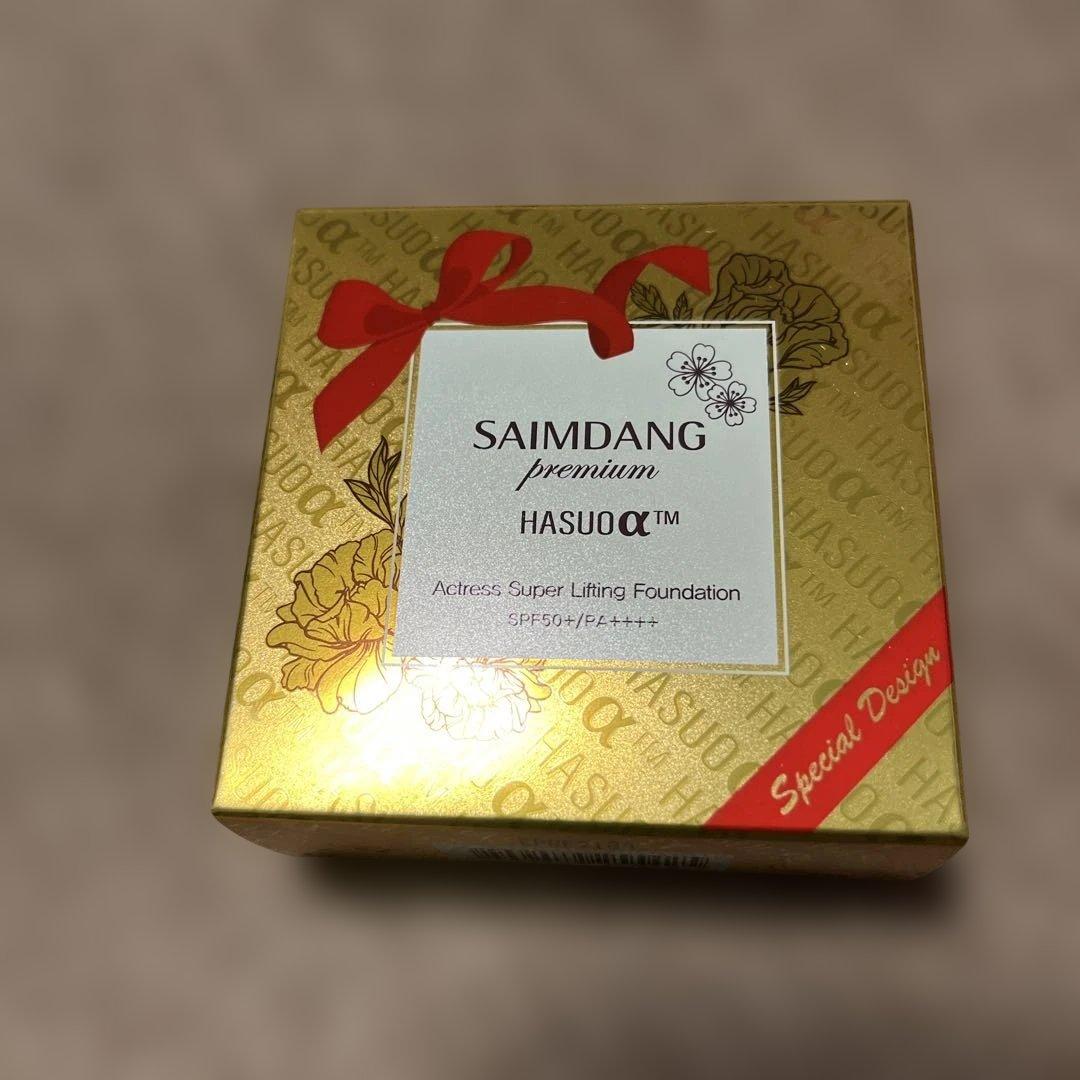 SAIMDANG
premium
HASUOα™
Actress Super Lifting Foundation
SPF50+/PA++++
Special Design